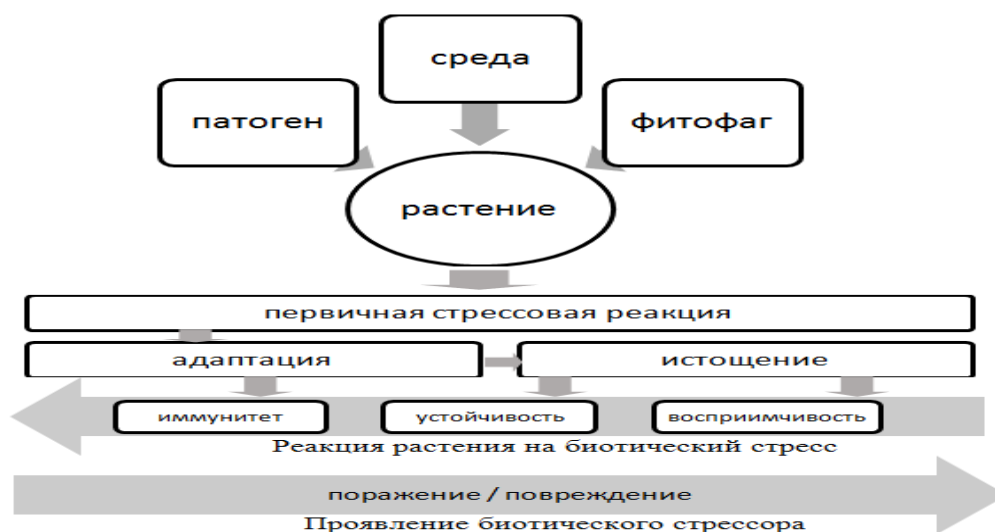 среда
патоген
фитофаг
растение
первичная стрессовая реакция
адаптация
истощение
иммунитет
устойчивость
восприимчивость
Реакция растения на биотический стресс
поражение / повреждение
Проявление биотического стрессора